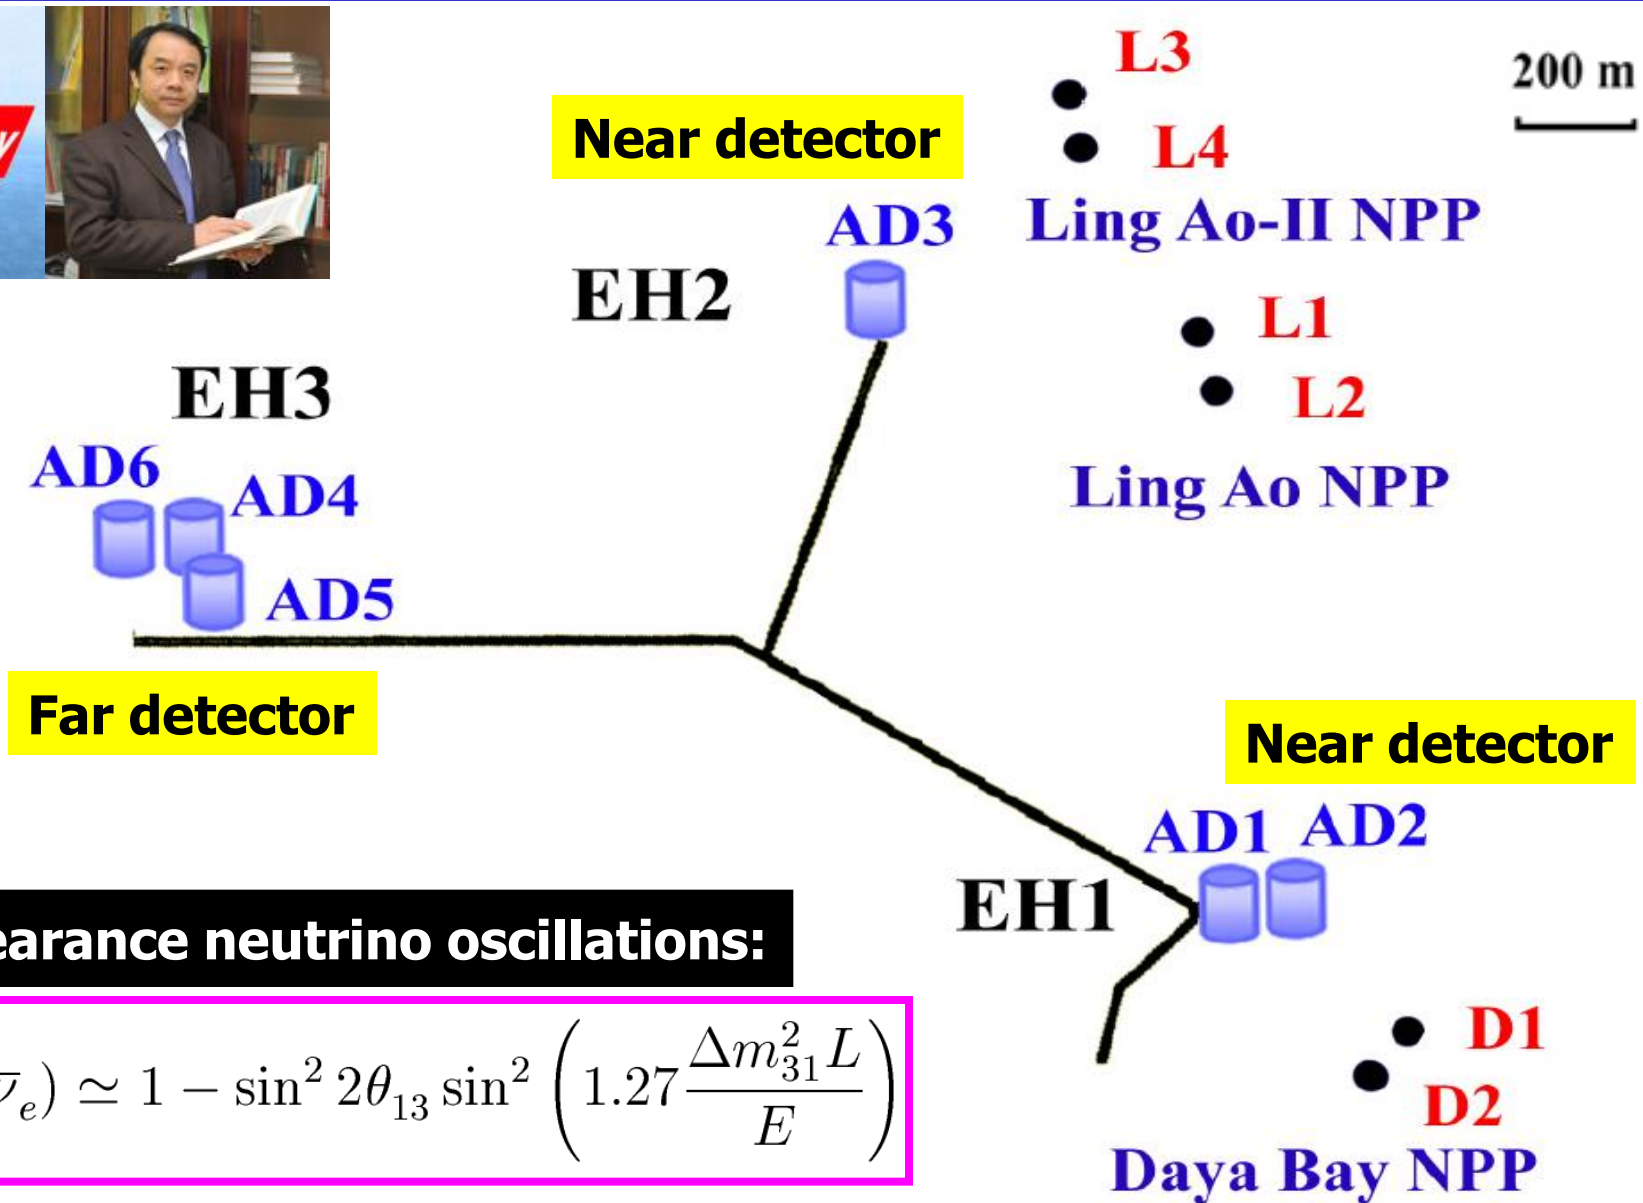 L3
200 m
Near detector
L4
AD3
Ling Ao-II NPP
EH2
L1
EH3
L2
AD6
AD4
Ling Ao NPP
AD5
Far detector
Near detector
AD1 AD2
EH1
earance neutrino oscillations:
D1
ν̅ₑ) ≃ 1 − sin² 2θ₁₃ sin² (1.27 Δm²₃₁L / E)
D2
Daya Bay NPP